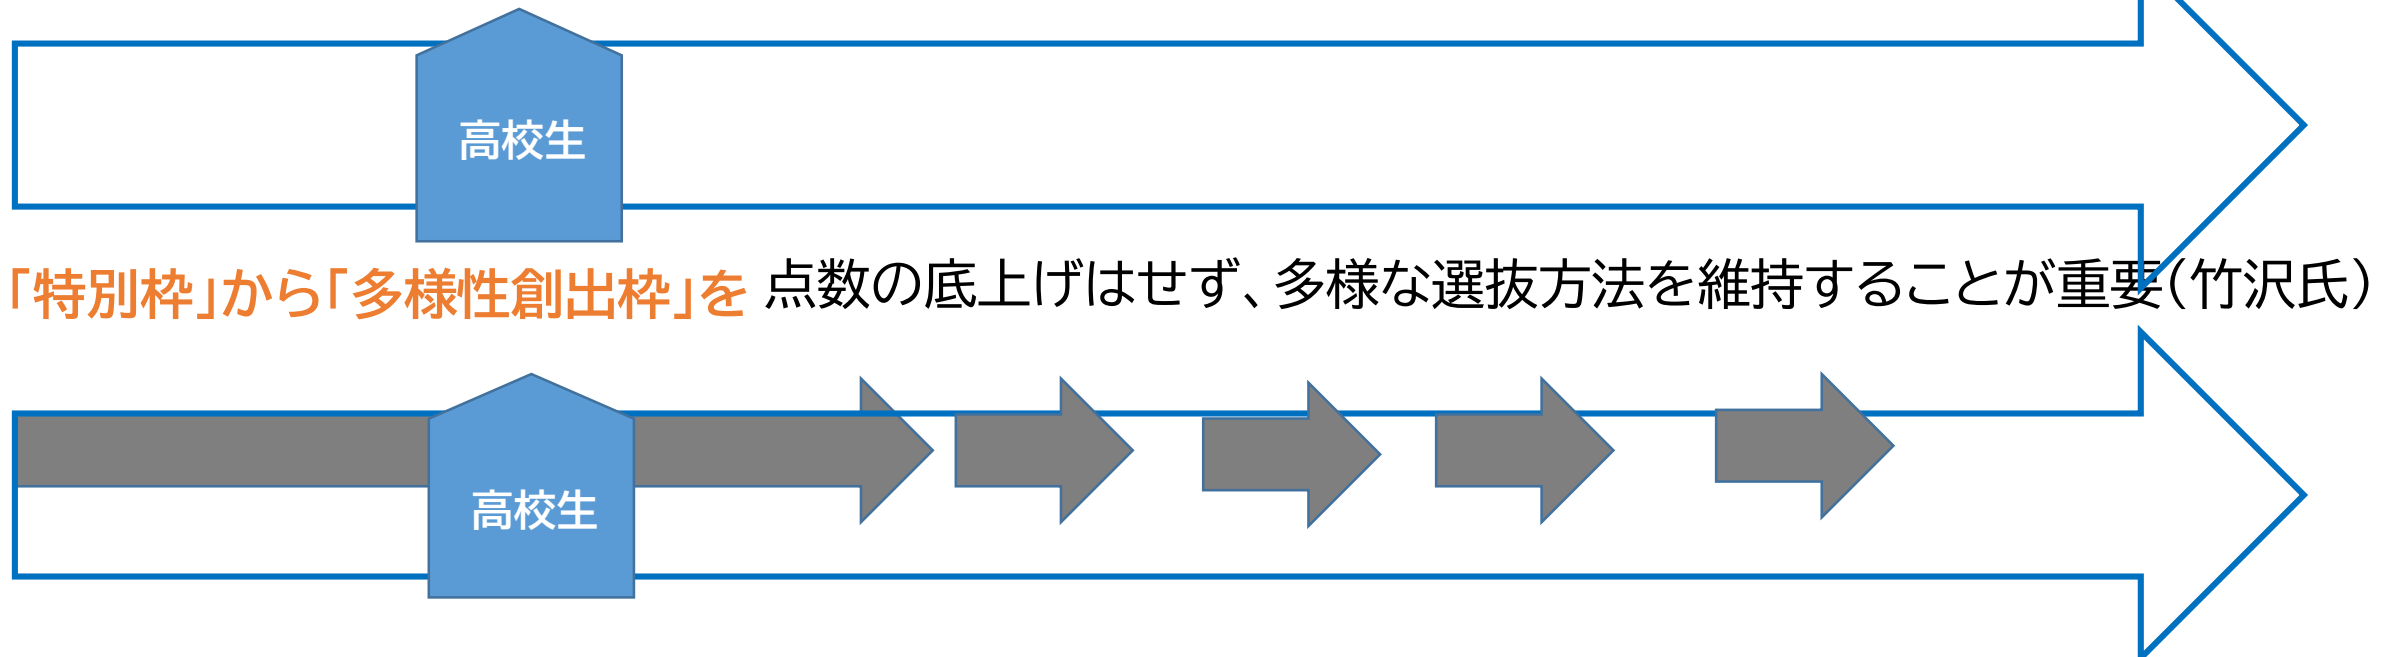 高校生
「特別枠」から「多様性創出枠」を
点数の底上げはせず、多様な選抜方法を維持することが重要（竹沢氏）
高校生